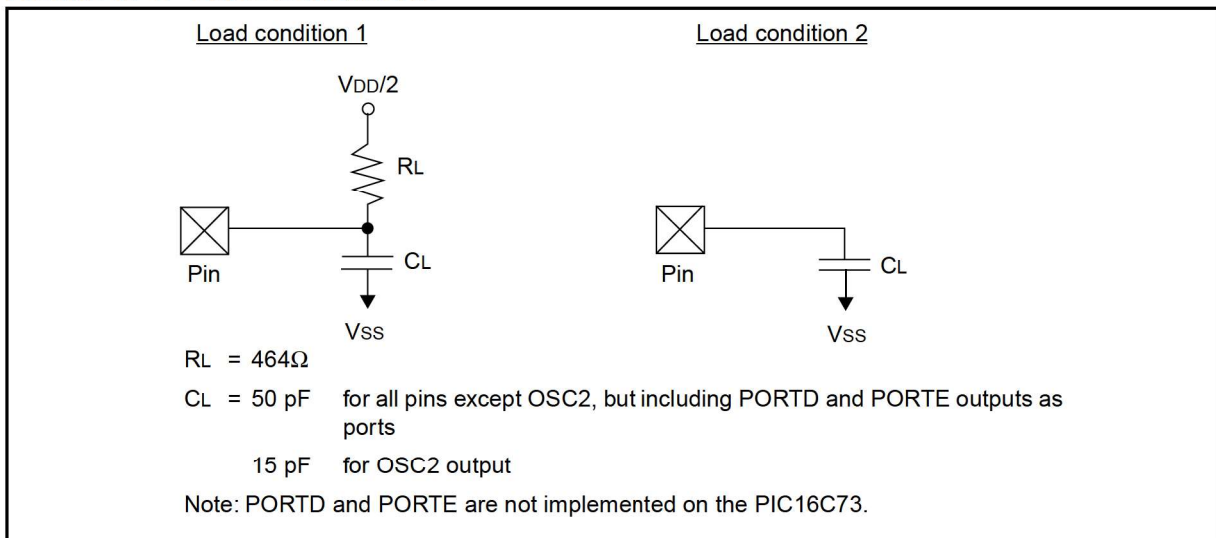 Load condition 1
Load condition 2
VDD/2
RL
Pin
CL
VSS
Pin
CL
VSS
RL = 464Ω
CL = 50 pF for all pins except OSC2, but including PORTD and PORTE outputs as
ports
15 pF for OSC2 output
Note: PORTD and PORTE are not implemented on the PIC16C73.